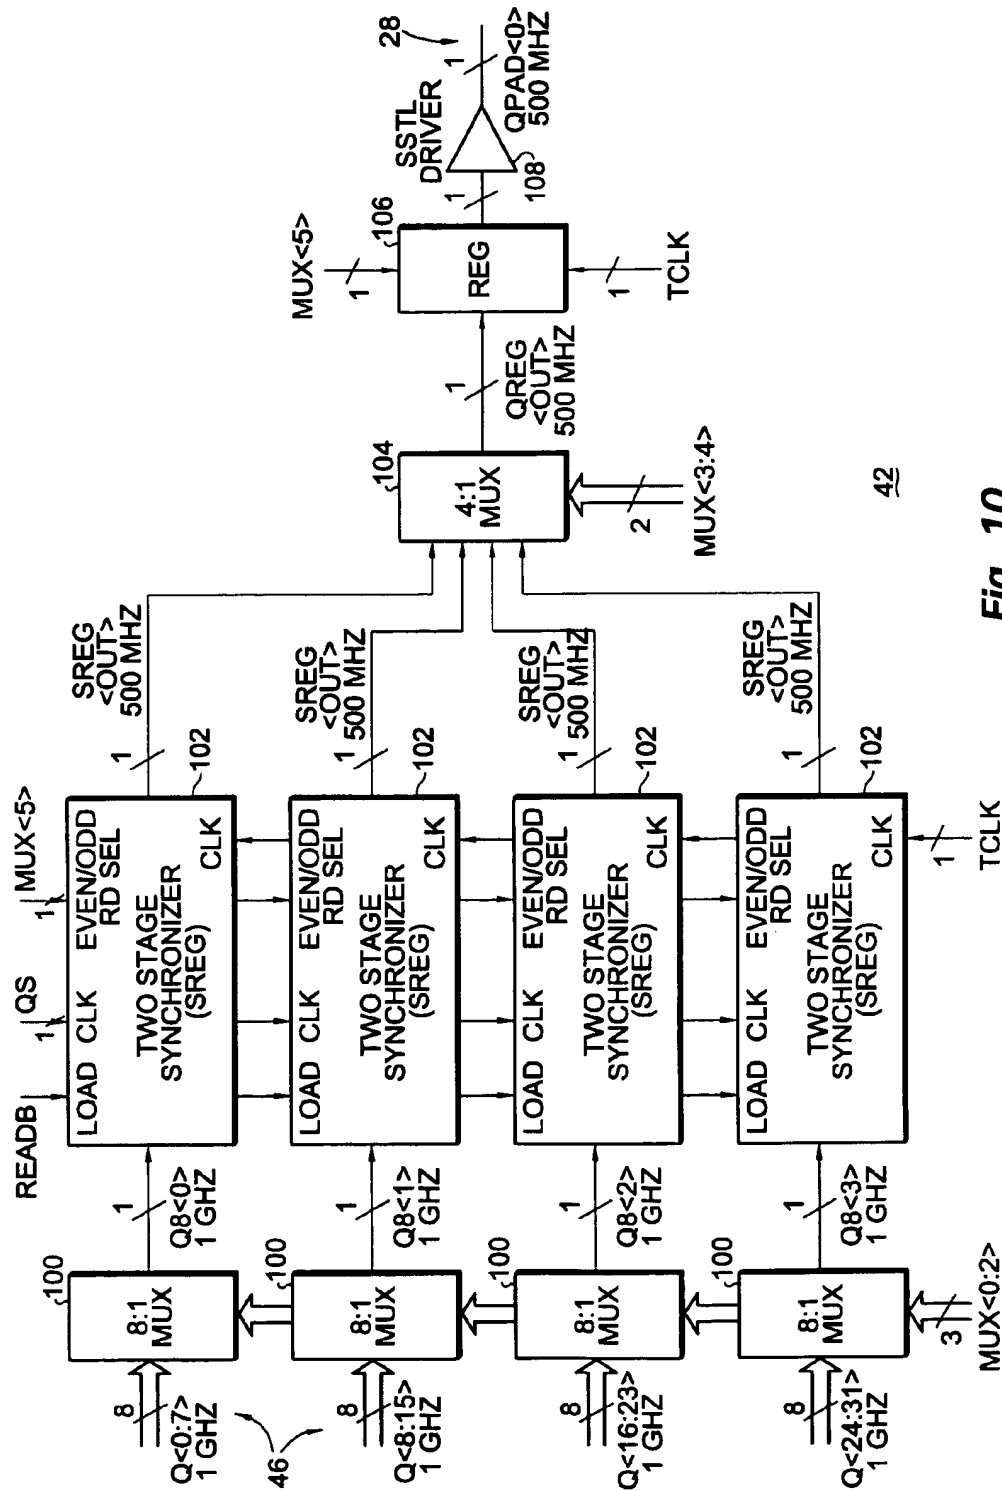 READB
1
QS
1
MUX<5>
46
8
Q<0:7>
1 GHZ
100
8:1
MUX
1
Q8<0>
1 GHZ
LOAD CLK EVEN/ODD
RD SEL
TWO STAGE
SYNCHRONIZER
(SREG)
CLK
102
1
SREG
<OUT>
500 MHZ
8
Q<8:15>
1 GHZ
100
8:1
MUX
1
Q8<1>
1 GHZ
LOAD CLK EVEN/ODD
RD SEL
TWO STAGE
SYNCHRONIZER
(SREG)
CLK
102
1
SREG
<OUT>
500 MHZ
8
Q<16:23>
1 GHZ
100
8:1
MUX
1
Q8<2>
1 GHZ
LOAD CLK EVEN/ODD
RD SEL
TWO STAGE
SYNCHRONIZER
(SREG)
CLK
102
1
SREG
<OUT>
500 MHZ
8
Q<24:31>
1 GHZ
100
8:1
MUX
3
MUX<0:2>
1
Q8<3>
1 GHZ
LOAD CLK EVEN/ODD
RD SEL
TWO STAGE
SYNCHRONIZER
(SREG)
CLK
102
1
TCLK
1
SREG
<OUT>
500 MHZ
104
4:1
MUX
2
MUX<3:4>
1
QREG
<OUT>
500 MHZ
MUX<5>
1
106
REG
1
TCLK
1
SSTL
DRIVER
108
1
28
QPAD<0>
500 MHZ
42
Fig. 10